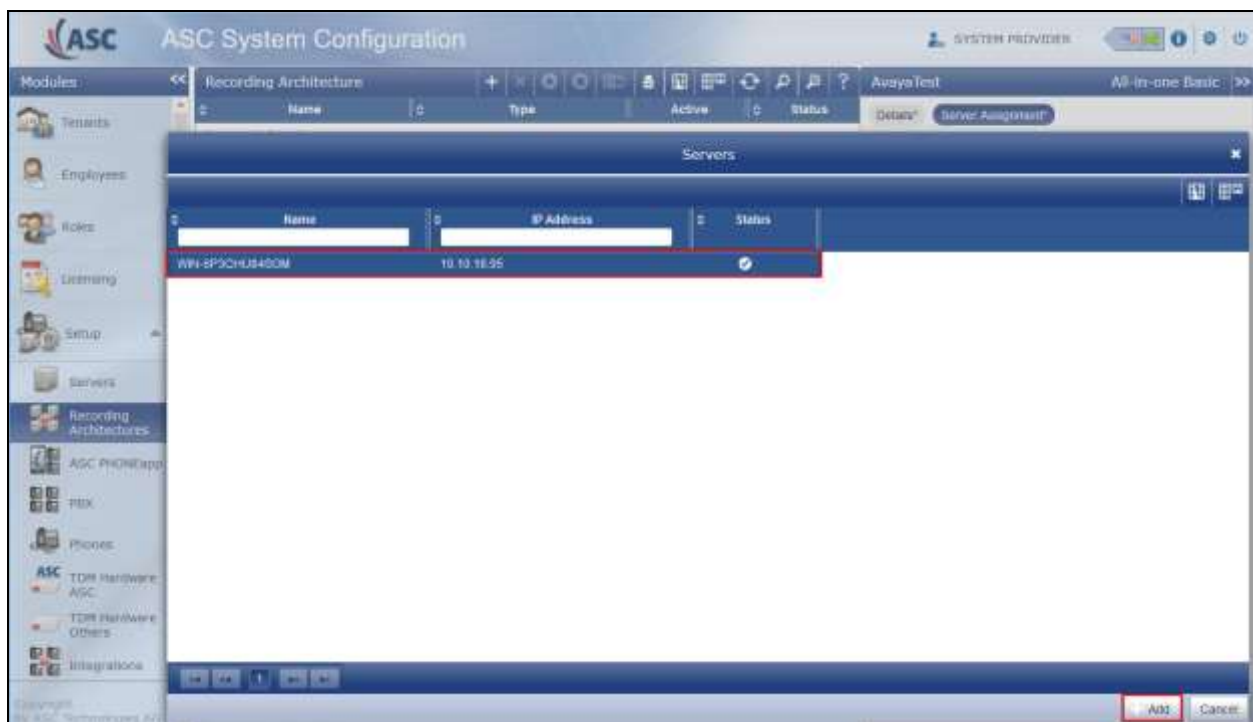 ASC ASC System Configuration SYSTEM PROVIDER
Modules << Recording Architecture ? AvayaTest All-in-one Basic >>
Name Type Active Status Details* Server Assignment*
Tenants
Servers
Employees
Name IP Address Status
Roles
10.10.16.95
Licensing
Setup
Servers
Recording
Architectures
ASC PHONEapp
PBX
Phones
ASC TDM Hardware
ASC
TDM Hardware
Others
Integrations
1
Copyright
Add Cancel